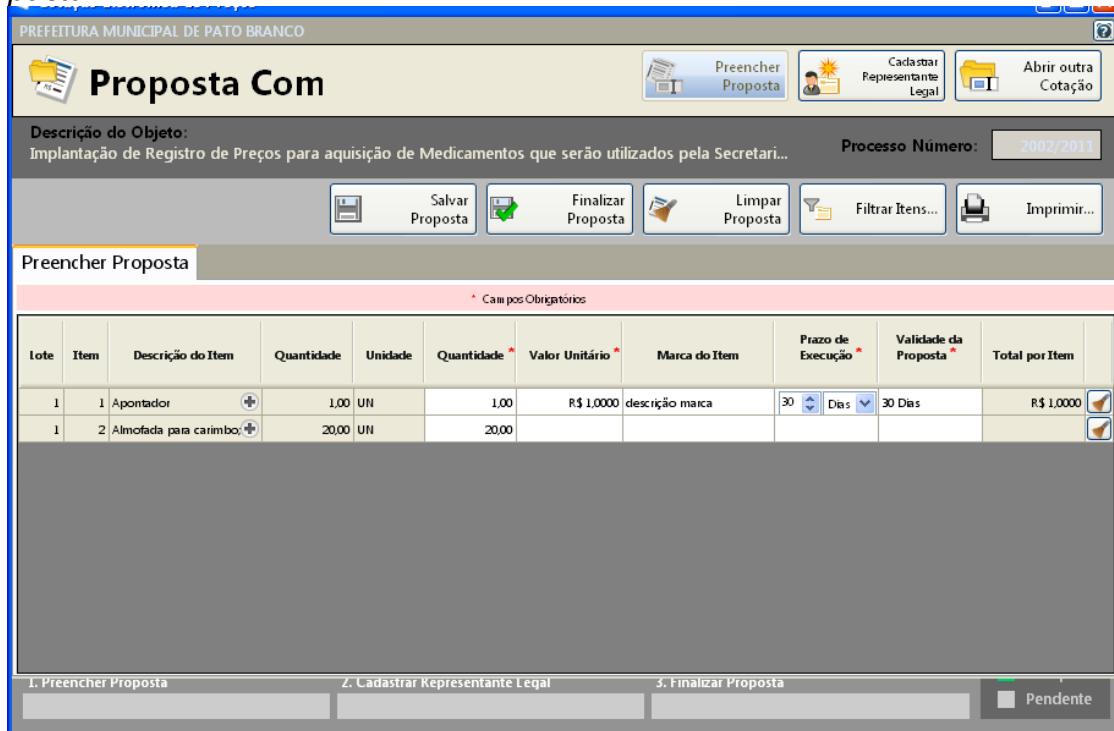 PREFEITURA MUNICIPAL DE PATO BRANCO
Proposta Com
Preencher
Proposta
Cadastrar
Representante
Legal
Abrir outra
Cotação
Descrição do Objeto:
Implantação de Registro de Preços para aquisição de Medicamentos que serão utilizados pela Secretari...
Processo Número:
2002/2011
Salvar
Proposta
Finalizar
Proposta
Limpar
Proposta
Filtrar Itens...
Imprimir...
Preencher Proposta
* Campos Obrigatórios
Lote Item Descrição do Item Quantidade Unidade Quantidade * Valor Unitário * Marca do Item Prazo de Execução * Validade da Proposta * Total por Item
1 1 Apontador 1,00 UN 1,00 R$ 1,0000 descrição marca 30 Dias 30 Dias R$ 1,0000
1 2 Almofada para carimbo; 20,00 UN 20,00
1. Preencher Proposta 2. Cadastrar Representante Legal 3. Finalizar Proposta
Pendente